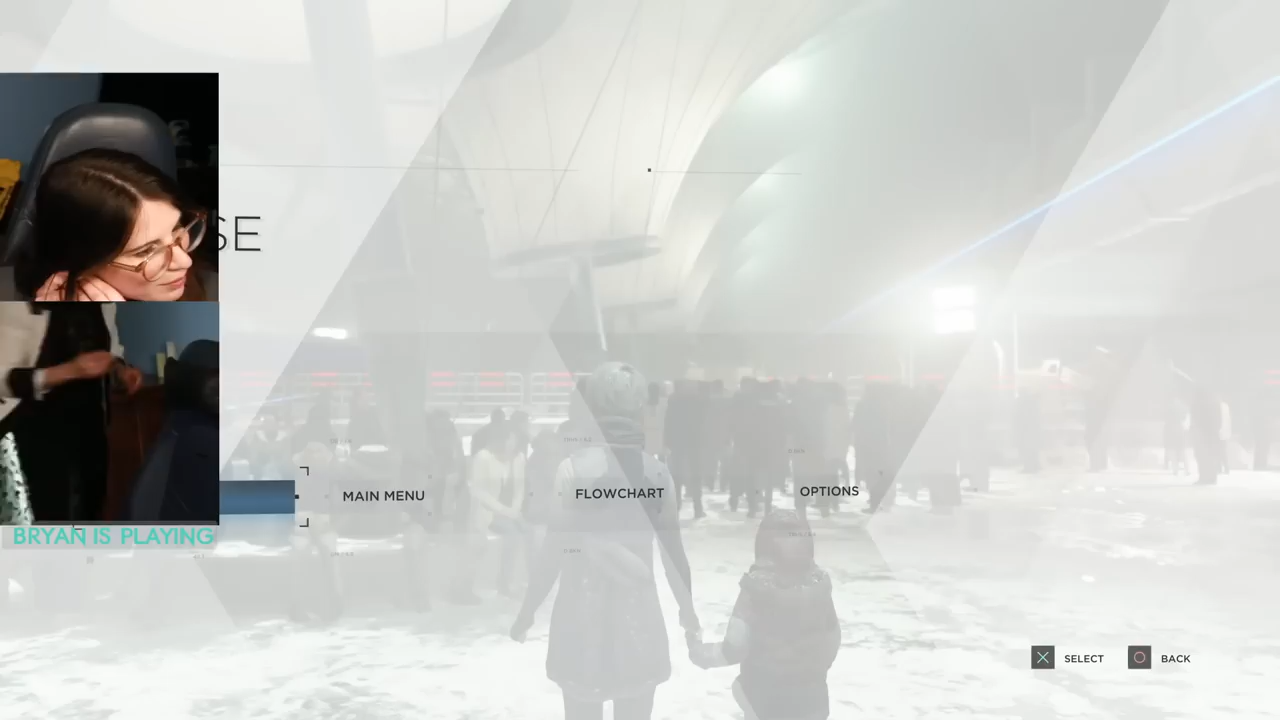 SE
MAIN MENU
FLOWCHART
OPTIONS
BRYAN IS PLAYING
SELECT
BACK